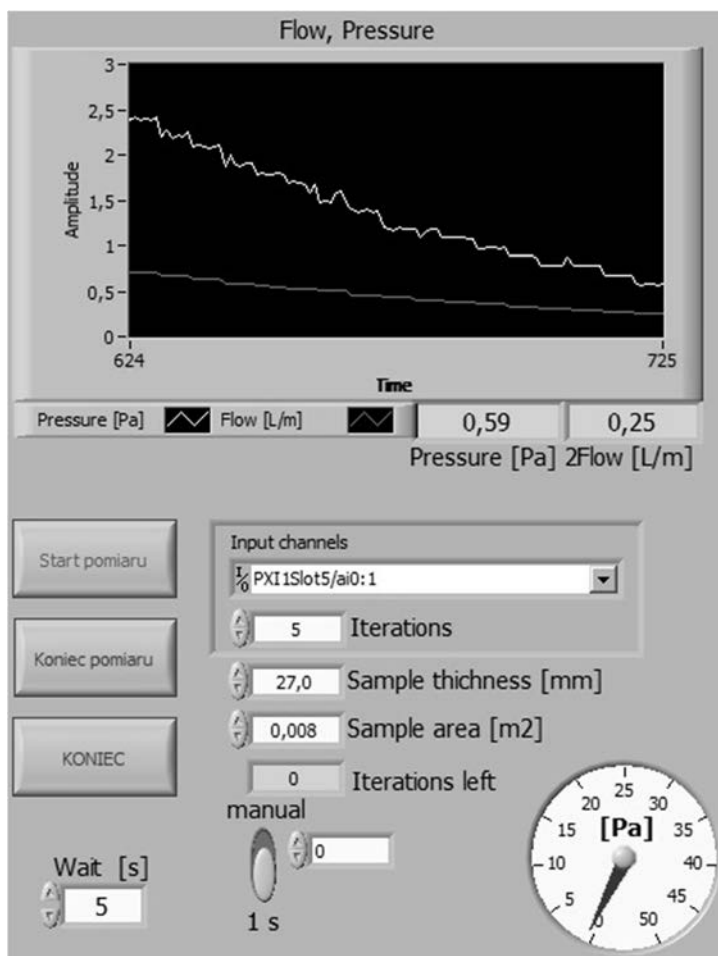 Flow, Pressure
3
2,5
2
1,5
1
0,5
0
Amplitude
624
725
Time
Pressure [Pa]
Flow [L/m]
0,59
0,25
Pressure [Pa] 2Flow [L/m]
Start pomiaru
Koniec pomiaru
KONIEC
Wait [s]
5
Input channels
I/O PXI1Slot5/ai0:1
5 Iterations
27,0 Sample thichness [mm]
0,008 Sample area [m2]
0 Iterations left
manual
0
1 s
[Pa]
0
5
10
15
20
25
30
35
40
45
50